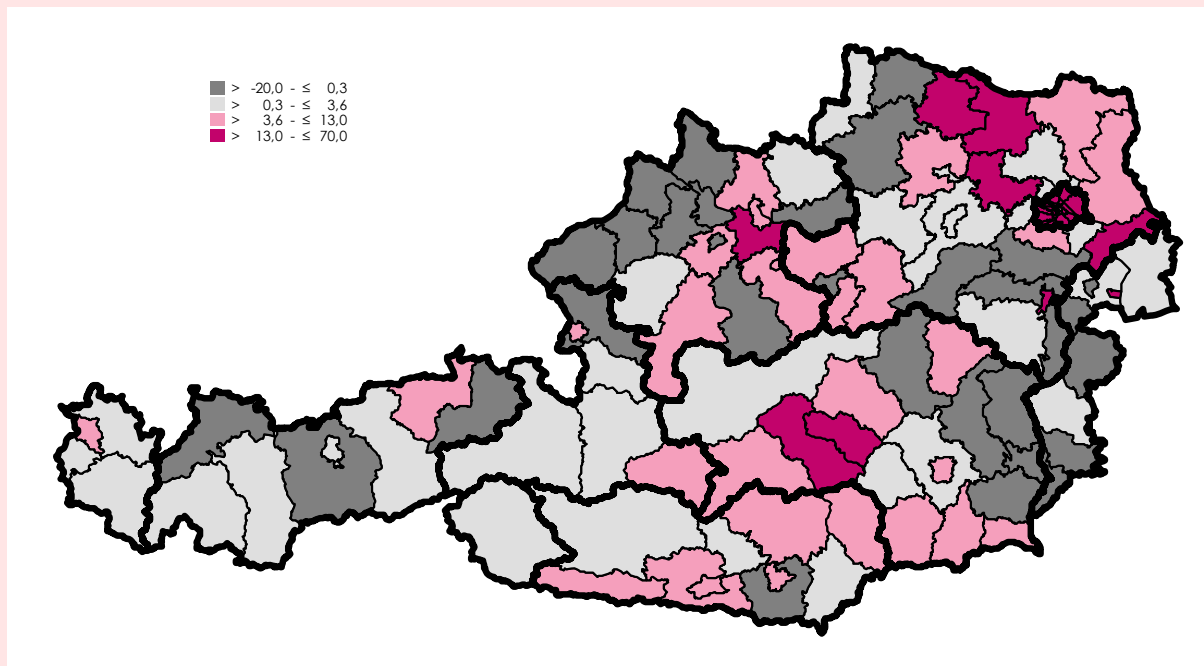 > -20,0 - ≤ 0,3
> 0,3 - ≤ 3,6
> 3,6 - ≤ 13,0
> 13,0 - ≤ 70,0